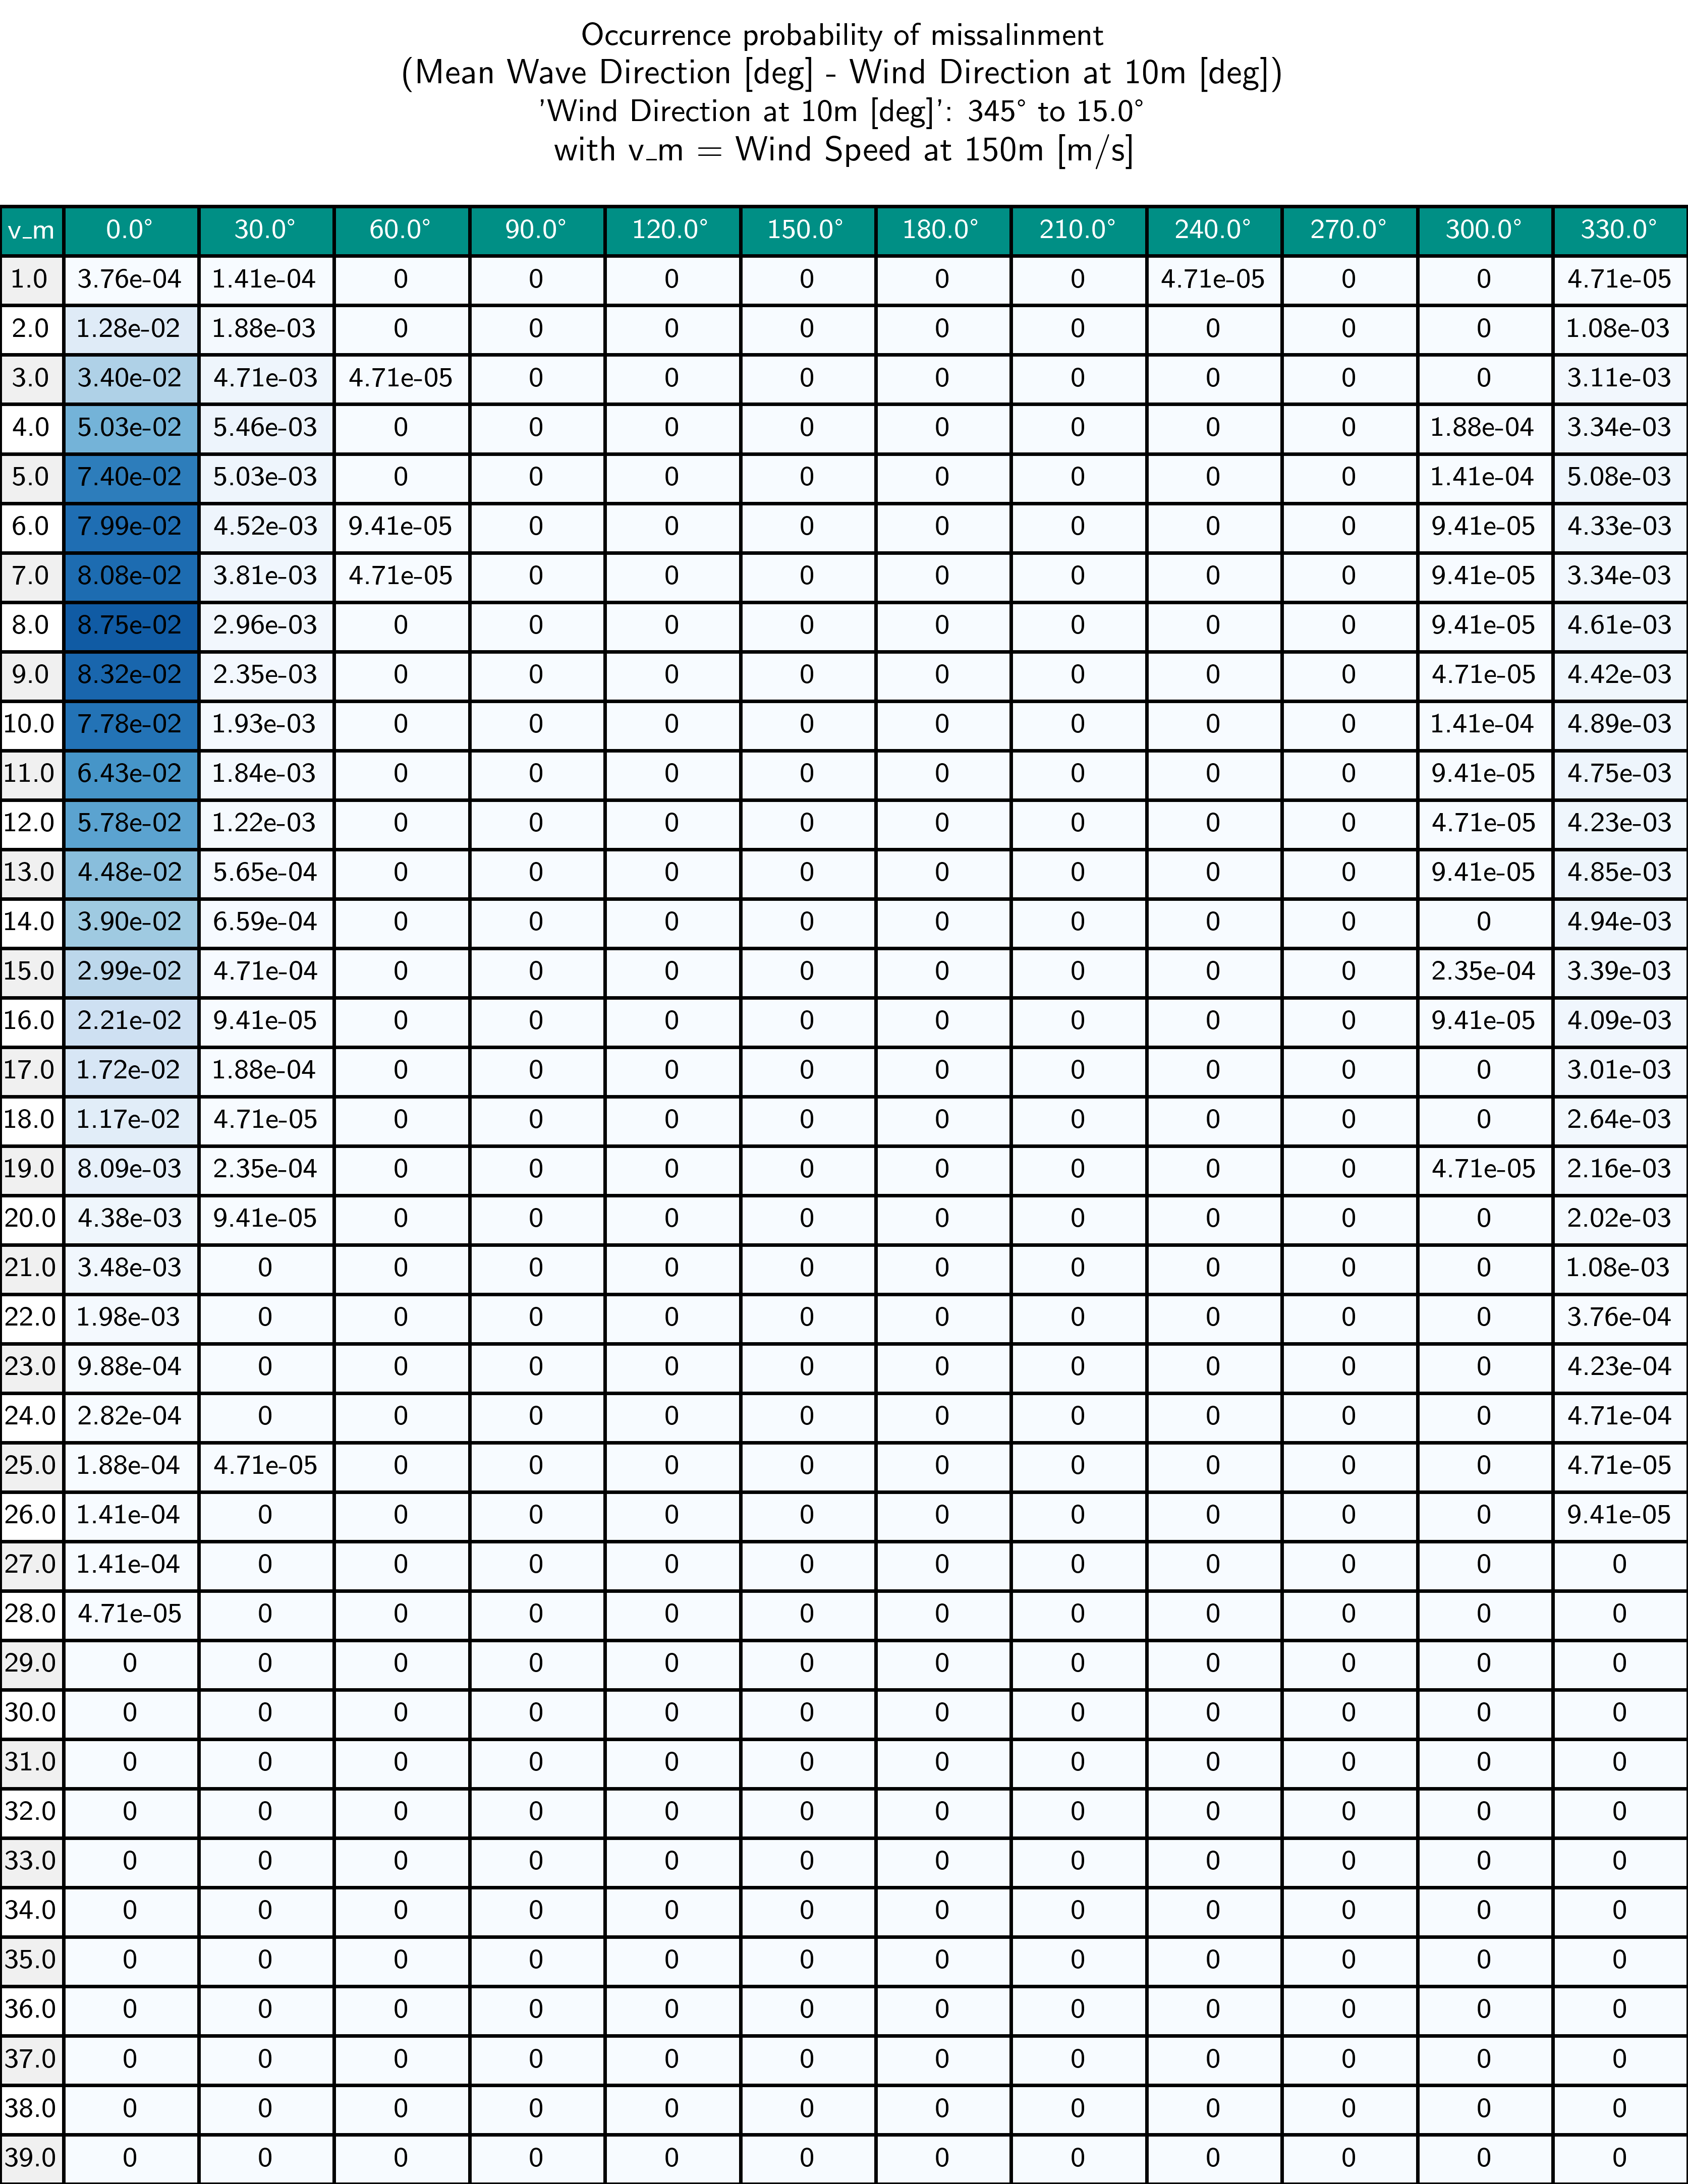 Occurrence probability of missalinment
(Mean Wave Direction [deg] - Wind Direction at 10m [deg])
'Wind Direction at 10m [deg]': 345° to 15.0°
with v_m = Wind Speed at 150m [m/s]
v_m 0.0° 30.0° 60.0° 90.0° 120.0° 150.0° 180.0° 210.0° 240.0° 270.0° 300.0° 330.0°
1.0 3.76e-04 1.41e-04 0 0 0 0 0 0 4.71e-05 0 0 4.71e-05
2.0 1.28e-02 1.88e-03 0 0 0 0 0 0 0 0 0 1.08e-03
3.0 3.40e-02 4.71e-03 4.71e-05 0 0 0 0 0 0 0 0 3.11e-03
4.0 5.03e-02 5.46e-03 0 0 0 0 0 0 0 0 1.88e-04 3.34e-03
5.0 7.40e-02 5.03e-03 0 0 0 0 0 0 0 0 1.41e-04 5.08e-03
6.0 7.99e-02 4.52e-03 9.41e-05 0 0 0 0 0 0 0 9.41e-05 4.33e-03
7.0 8.08e-02 3.81e-03 4.71e-05 0 0 0 0 0 0 0 9.41e-05 3.34e-03
8.0 8.75e-02 2.96e-03 0 0 0 0 0 0 0 0 9.41e-05 4.61e-03
9.0 8.32e-02 2.35e-03 0 0 0 0 0 0 0 0 4.71e-05 4.42e-03
10.0 7.78e-02 1.93e-03 0 0 0 0 0 0 0 0 1.41e-04 4.89e-03
11.0 6.43e-02 1.84e-03 0 0 0 0 0 0 0 0 9.41e-05 4.75e-03
12.0 5.78e-02 1.22e-03 0 0 0 0 0 0 0 0 4.71e-05 4.23e-03
13.0 4.48e-02 5.65e-04 0 0 0 0 0 0 0 0 9.41e-05 4.85e-03
14.0 3.90e-02 6.59e-04 0 0 0 0 0 0 0 0 0 4.94e-03
15.0 2.99e-02 4.71e-04 0 0 0 0 0 0 0 0 2.35e-04 3.39e-03
16.0 2.21e-02 9.41e-05 0 0 0 0 0 0 0 0 9.41e-05 4.09e-03
17.0 1.72e-02 1.88e-04 0 0 0 0 0 0 0 0 0 3.01e-03
18.0 1.17e-02 4.71e-05 0 0 0 0 0 0 0 0 0 2.64e-03
19.0 8.09e-03 2.35e-04 0 0 0 0 0 0 0 0 4.71e-05 2.16e-03
20.0 4.38e-03 9.41e-05 0 0 0 0 0 0 0 0 0 2.02e-03
21.0 3.48e-03 0 0 0 0 0 0 0 0 0 0 1.08e-03
22.0 1.98e-03 0 0 0 0 0 0 0 0 0 0 3.76e-04
23.0 9.88e-04 0 0 0 0 0 0 0 0 0 0 4.23e-04
24.0 2.82e-04 0 0 0 0 0 0 0 0 0 0 4.71e-04
25.0 1.88e-04 4.71e-05 0 0 0 0 0 0 0 0 0 4.71e-05
26.0 1.41e-04 0 0 0 0 0 0 0 0 0 0 9.41e-05
27.0 1.41e-04 0 0 0 0 0 0 0 0 0 0 0
28.0 4.71e-05 0 0 0 0 0 0 0 0 0 0 0
29.0 0 0 0 0 0 0 0 0 0 0 0 0
30.0 0 0 0 0 0 0 0 0 0 0 0 0
31.0 0 0 0 0 0 0 0 0 0 0 0 0
32.0 0 0 0 0 0 0 0 0 0 0 0 0
33.0 0 0 0 0 0 0 0 0 0 0 0 0
34.0 0 0 0 0 0 0 0 0 0 0 0 0
35.0 0 0 0 0 0 0 0 0 0 0 0 0
36.0 0 0 0 0 0 0 0 0 0 0 0 0
37.0 0 0 0 0 0 0 0 0 0 0 0 0
38.0 0 0 0 0 0 0 0 0 0 0 0 0
39.0 0 0 0 0 0 0 0 0 0 0 0 0